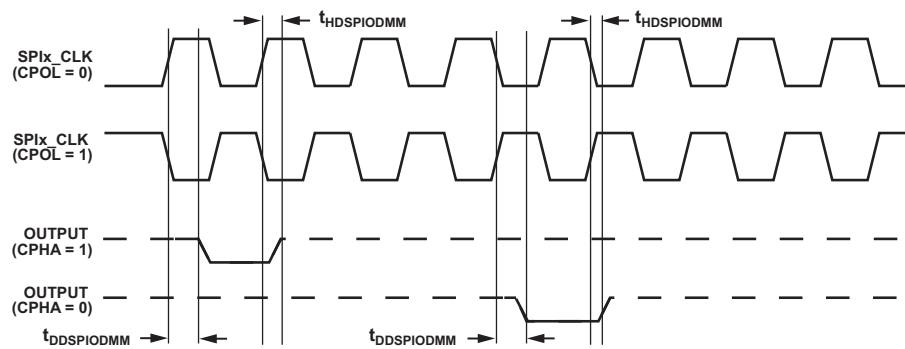 tHDSPIODMM
tHDSPIODMM
SPIx_CLK
(CPOL = 0)
SPIx_CLK
(CPOL = 1)
OUTPUT
(CPHA = 1)
OUTPUT
(CPHA = 0)
tDDSPIODMM
tDDSPIODMM